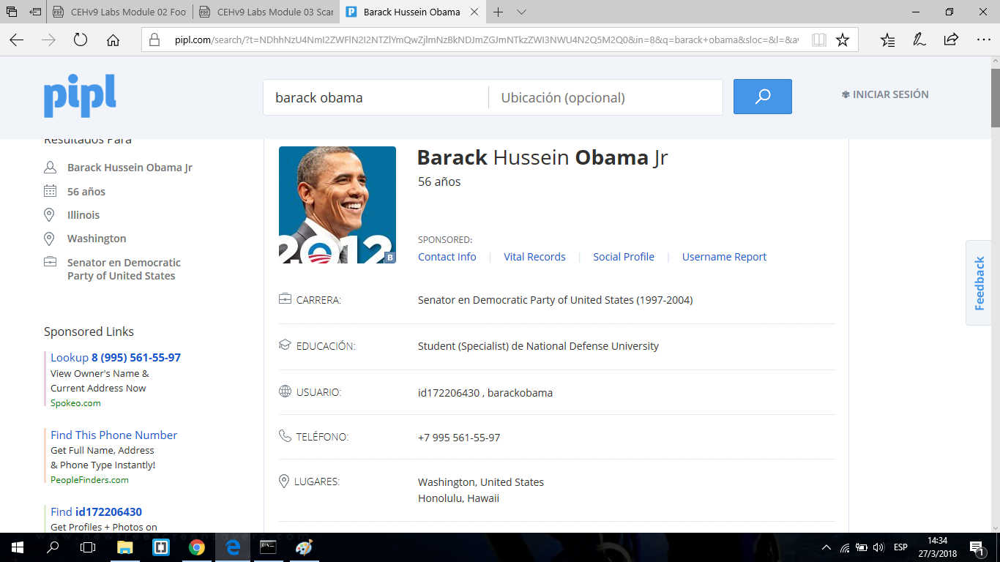 CEHv9 Labs Module 02 Foo
CEHv9 Labs Module 03 Scar
Barack Hussein Obama
pipl.com/search/?t=NDhhNzU4NmI2ZWFlN2I2NTZlYmQwZjlmNzBkNDJmZGJmNTkzZWI3NWU4N2Q5M2Q0&in=8&q=barack+obama&sloc=&l=&a
pipl
barack obama
Ubicación (opcional)
INICIAR SESIÓN
Resultados Para
Barack Hussein Obama Jr
56 años
Illinois
Washington
Senator en Democratic
Party of United States
Sponsored Links
Lookup 8 (995) 561-55-97
View Owner's Name &
Current Address Now
Spokeo.com
Find This Phone Number
Get Full Name, Address
& Phone Type Instantly!
PeopleFinders.com
Find id172206430
Get Profiles + Photos on
2012
B
Barack Hussein Obama Jr
56 años
SPONSORED:
Contact Info | Vital Records | Social Profile | Username Report
CARRERA: Senator en Democratic Party of United States (1997-2004)
EDUCACIÓN: Student (Specialist) de National Defense University
USUARIO: id172206430 , barackobama
TELÉFONO: +7 995 561-55-97
LUGARES: Washington, United States
Honolulu, Hawaii
Feedback
ESP
14:34
27/3/2018
1